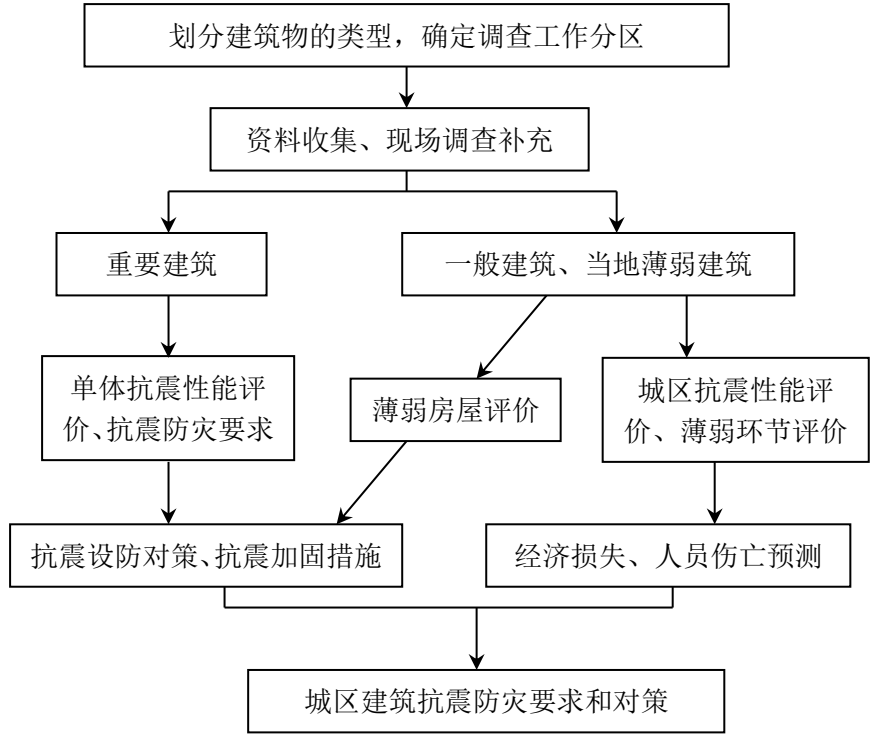 划分建筑物的类型，确定调查工作分区
资料收集、现场调查补充
重要建筑
一般建筑、当地薄弱建筑
单体抗震性能评
价、抗震防灾要求
薄弱房屋评价
城区抗震性能评
价、薄弱环节评价
抗震设防对策、抗震加固措施
经济损失、人员伤亡预测
城区建筑抗震防灾要求和对策